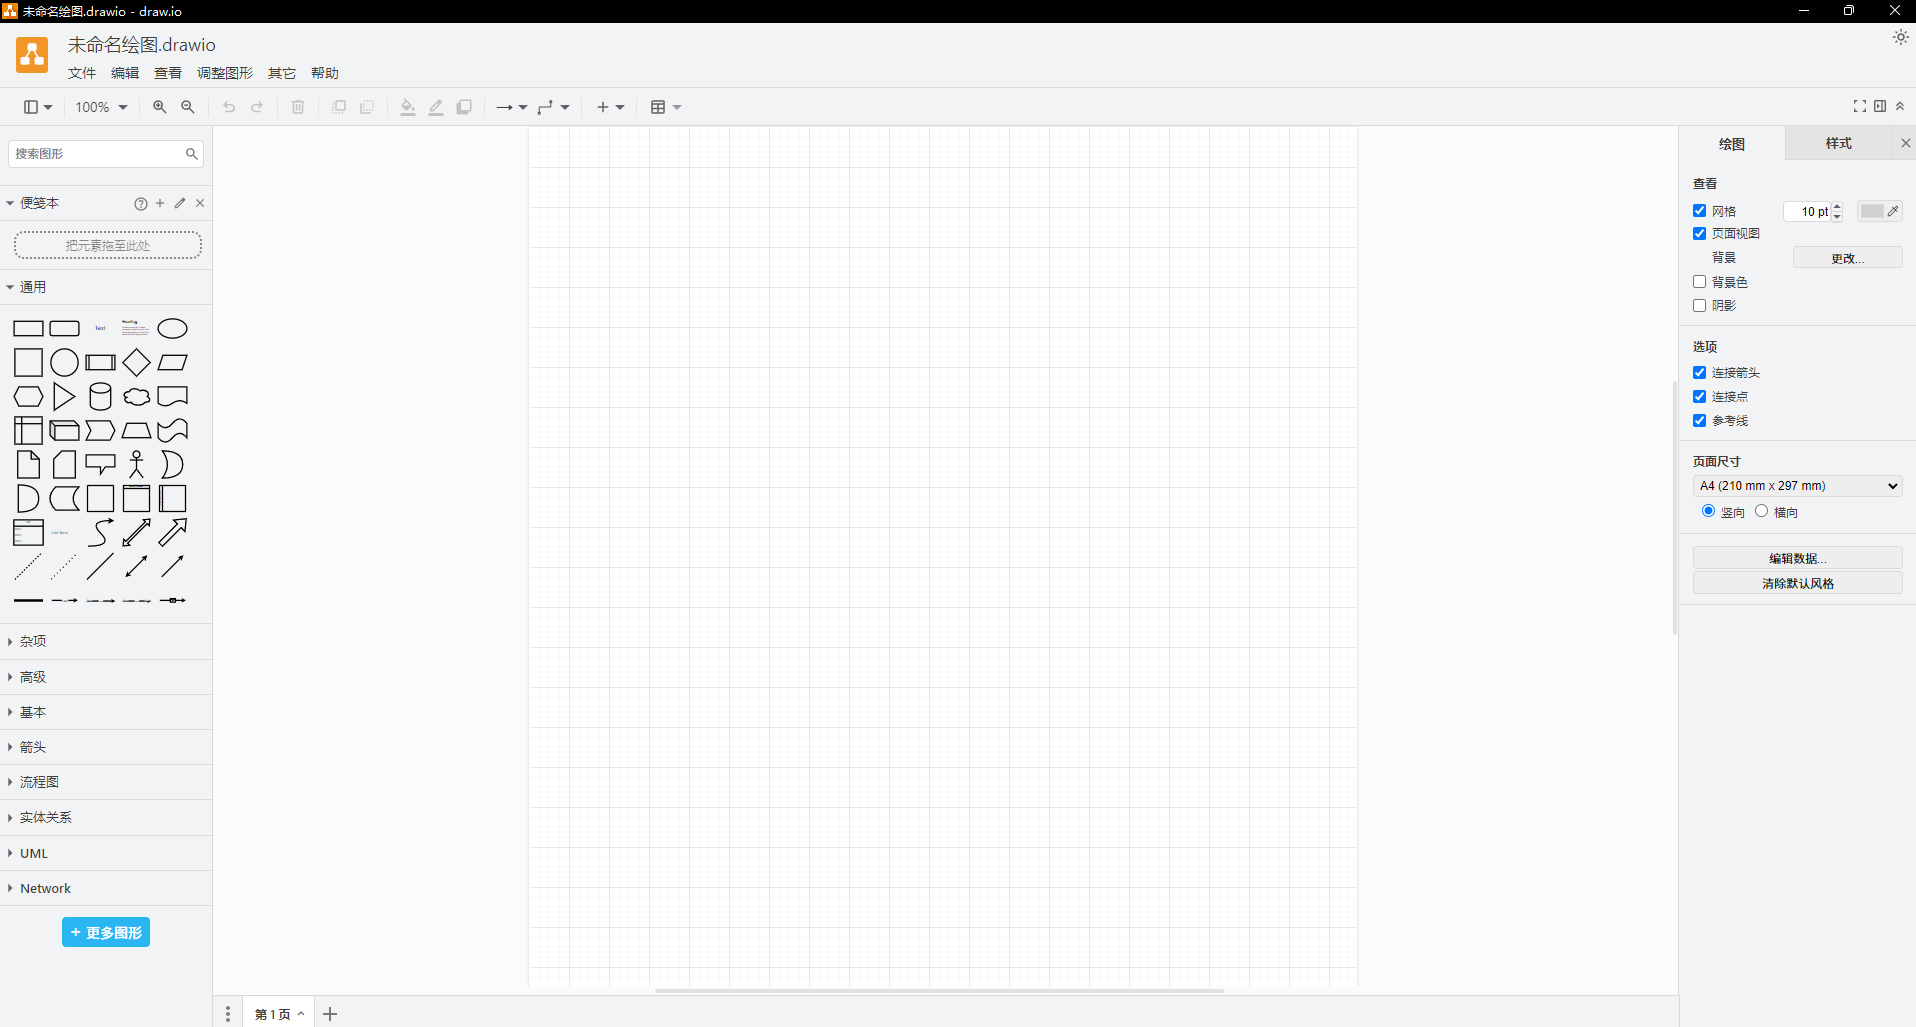 未命名绘图.drawio - draw.io
未命名绘图.drawio
文件 编辑 查看 调整图形 其它 帮助
100%
搜索图形
便笺本
把元素拖至此处
通用
Text
Heading
List Item
杂项
高级
基本
箭头
流程图
实体关系
UML
Network
+ 更多图形
第 1 页
绘图 样式
查看
网格 10 pt
页面视图
背景 更改...
背景色
阴影
选项
连接箭头
连接点
参考线
页面尺寸
A4 (210 mm x 297 mm)
竖向 横向
编辑数据...
清除默认风格